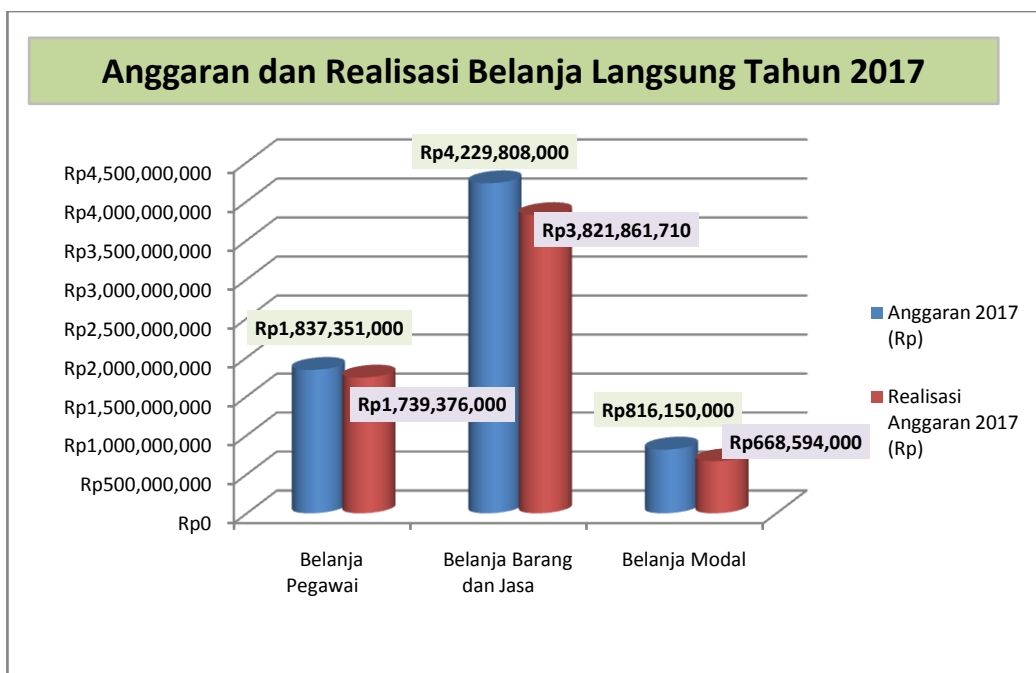 Anggaran dan Realisasi Belanja Langsung Tahun 2017
Rp4,500,000,000
Rp4,000,000,000
Rp3,500,000,000
Rp3,000,000,000
Rp2,500,000,000
Rp2,000,000,000
Rp1,500,000,000
Rp1,000,000,000
Rp500,000,000
Rp0
Rp1,837,351,000
Rp1,739,376,000
Rp4,229,808,000
Rp3,821,861,710
Rp816,150,000
Rp668,594,000
Belanja
Pegawai
Belanja Barang
dan Jasa
Belanja Modal
Anggaran 2017
(Rp)
Realisasi
Anggaran 2017
(Rp)